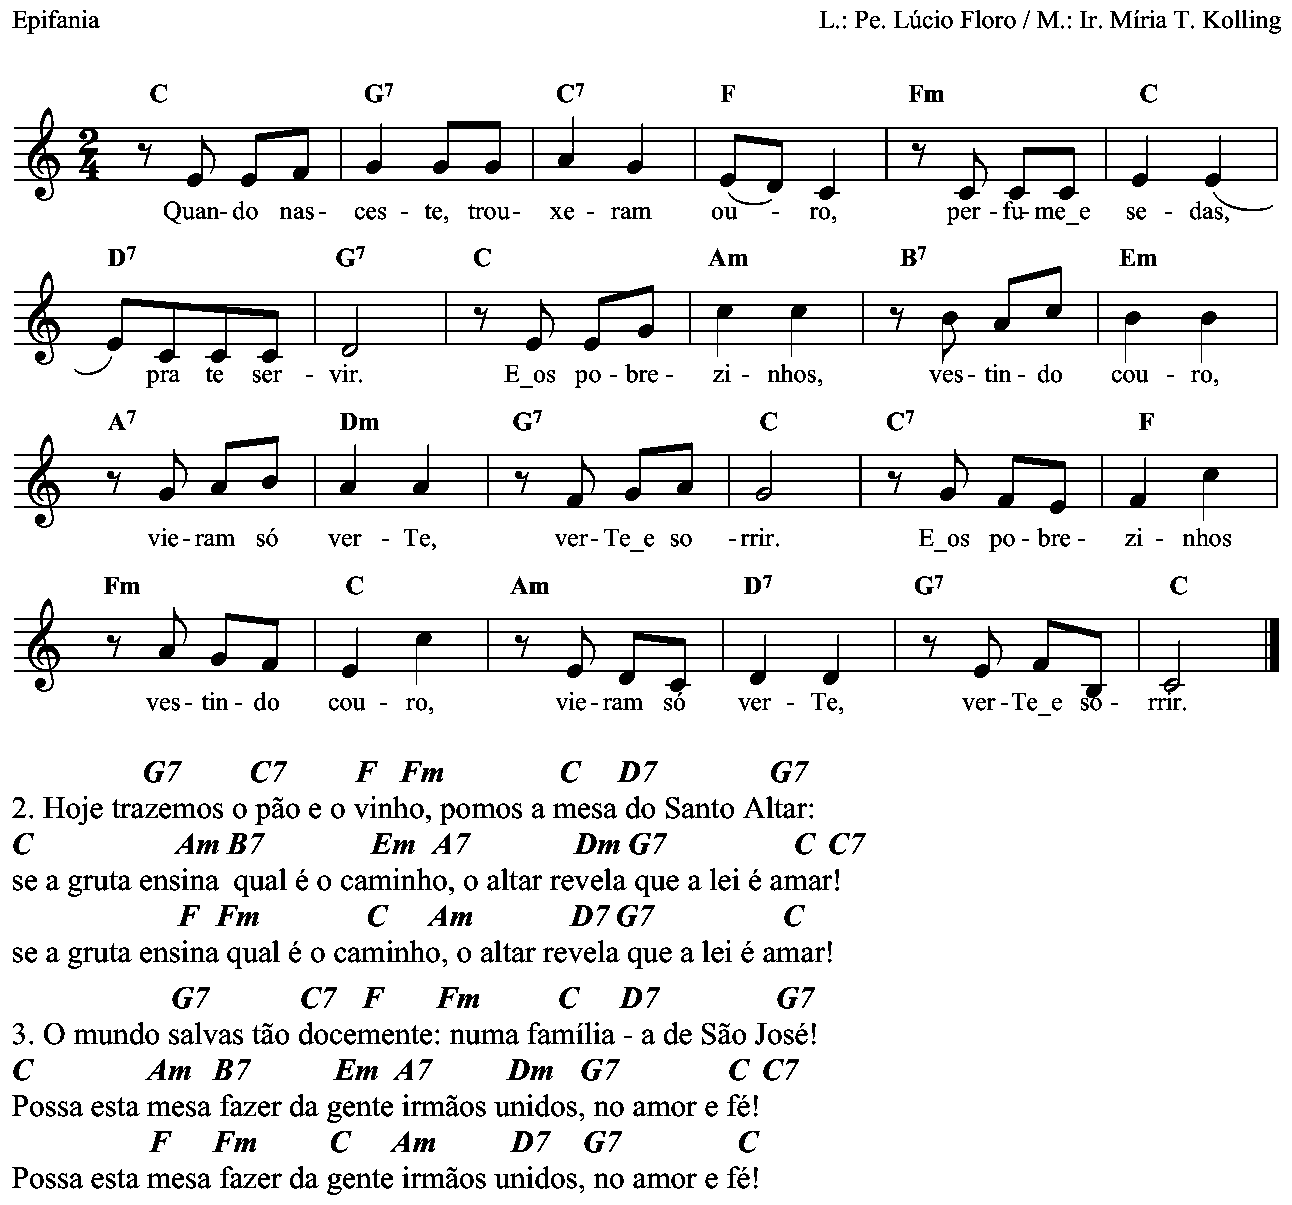 Epifania L.: Pe. Lúcio Floro / M.: Ir. Míria T. Kolling
C G7 C7 F Fm C
2/4
Quan- do nas- ces - te, trou- xe - ram ou - ro, per - fu- me_e se - das,
D7 G7 C Am B7 Em
pra te ser - vir. E_os po - bre - zi - nhos, ves - tin - do cou - ro,
A7 Dm G7 C C7 F
vie - ram só ver - Te, ver- Te_e so - rrir. E_os po - bre - zi - nhos
Fm C Am D7 G7 C
ves - tin - do cou - ro, vie - ram só ver - Te, ver- Te_e so - rrir.
G7 C7 F Fm C D7 G7
2. Hoje trazemos o pão e o vinho, pomos a mesa do Santo Altar:
C Am B7 Em A7 Dm G7 C C7
se a gruta ensina qual é o caminho, o altar revela que a lei é amar!
F Fm C Am D7 G7 C
se a gruta ensina qual é o caminho, o altar revela que a lei é amar!
G7 C7 F Fm C D7 G7
3. O mundo salvas tão docemente: numa família - a de São José!
C Am B7 Em A7 Dm G7 C C7
Possa esta mesa fazer da gente irmãos unidos, no amor e fé!
F Fm C Am D7 G7 C
Possa esta mesa fazer da gente irmãos unidos, no amor e fé!